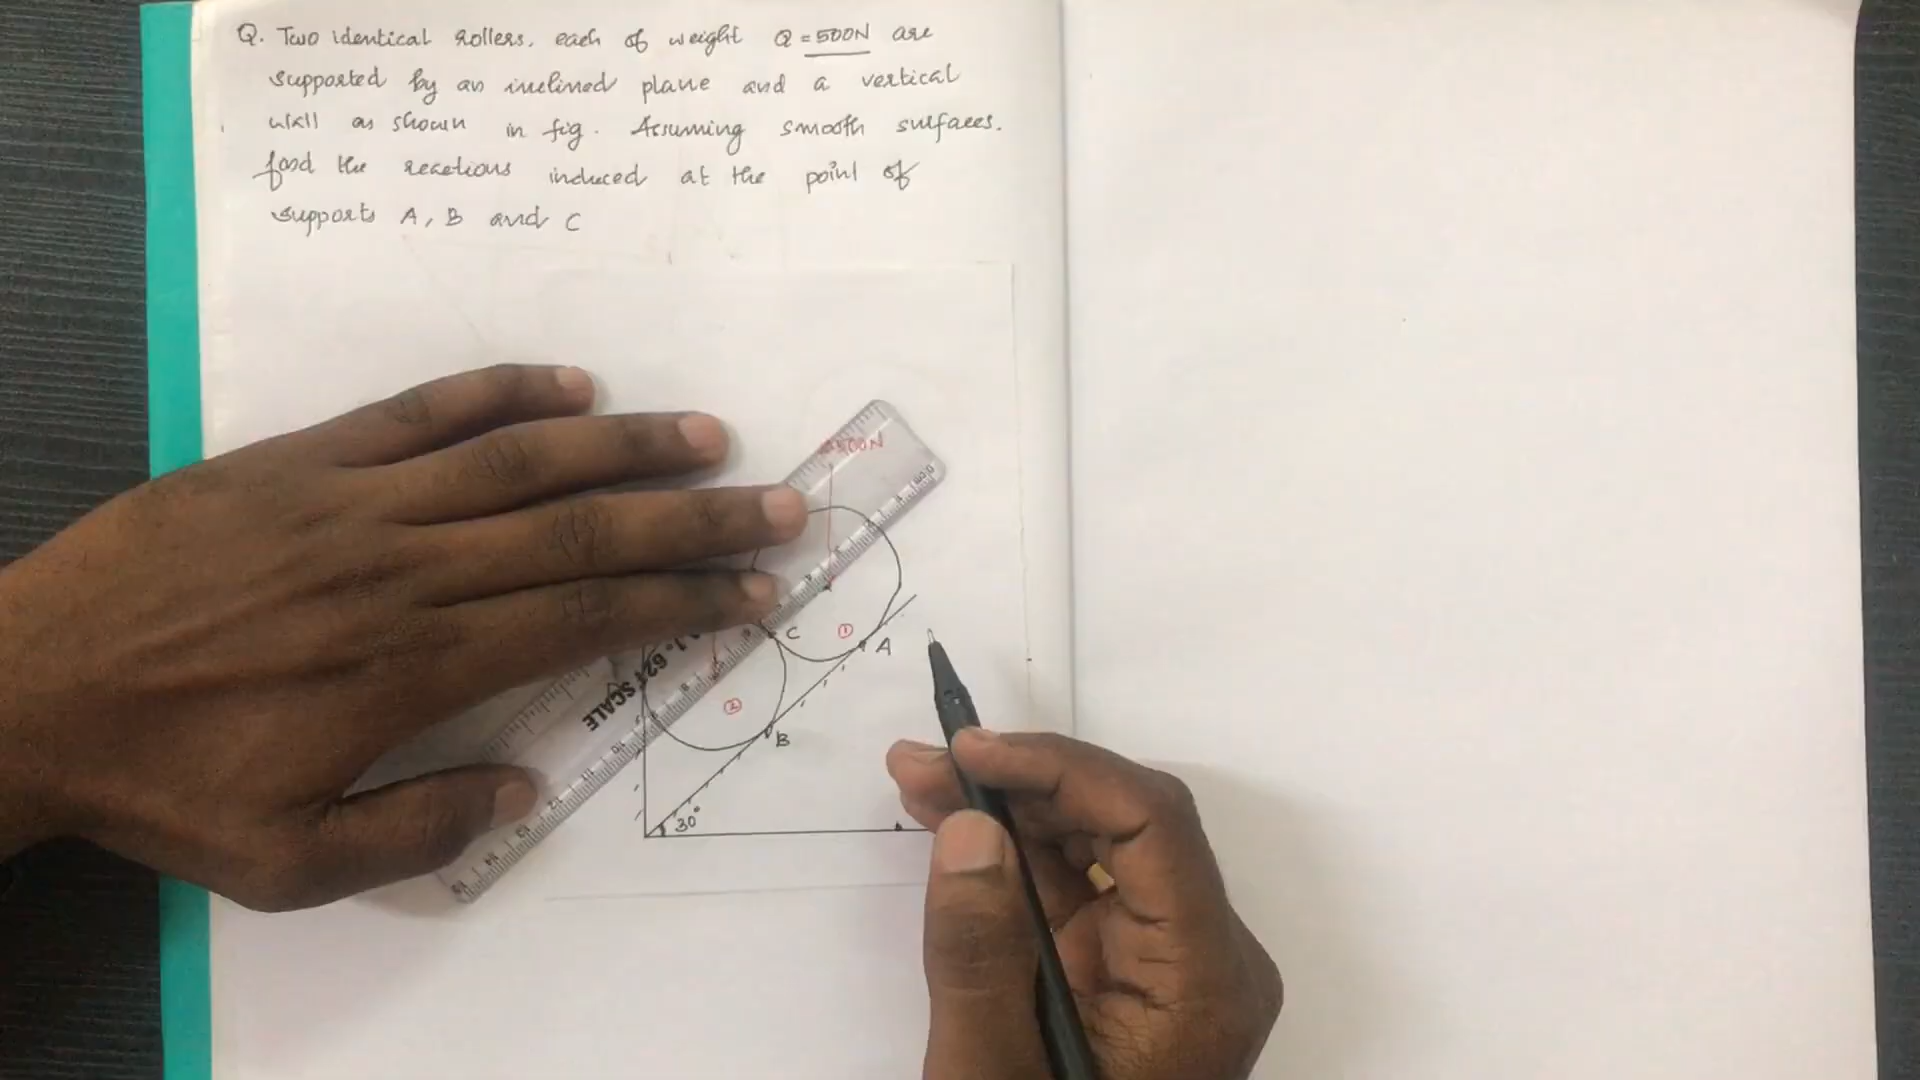 Q. Two identical rollers, each of weight Q = 500N are
supported by an inclined plane and a vertical
wall as shown in fig. Assuming smooth surfaces.
find the reactions induced at the point of
supports A, B and C
500N
C
1
A
2
B
30°
SCALE